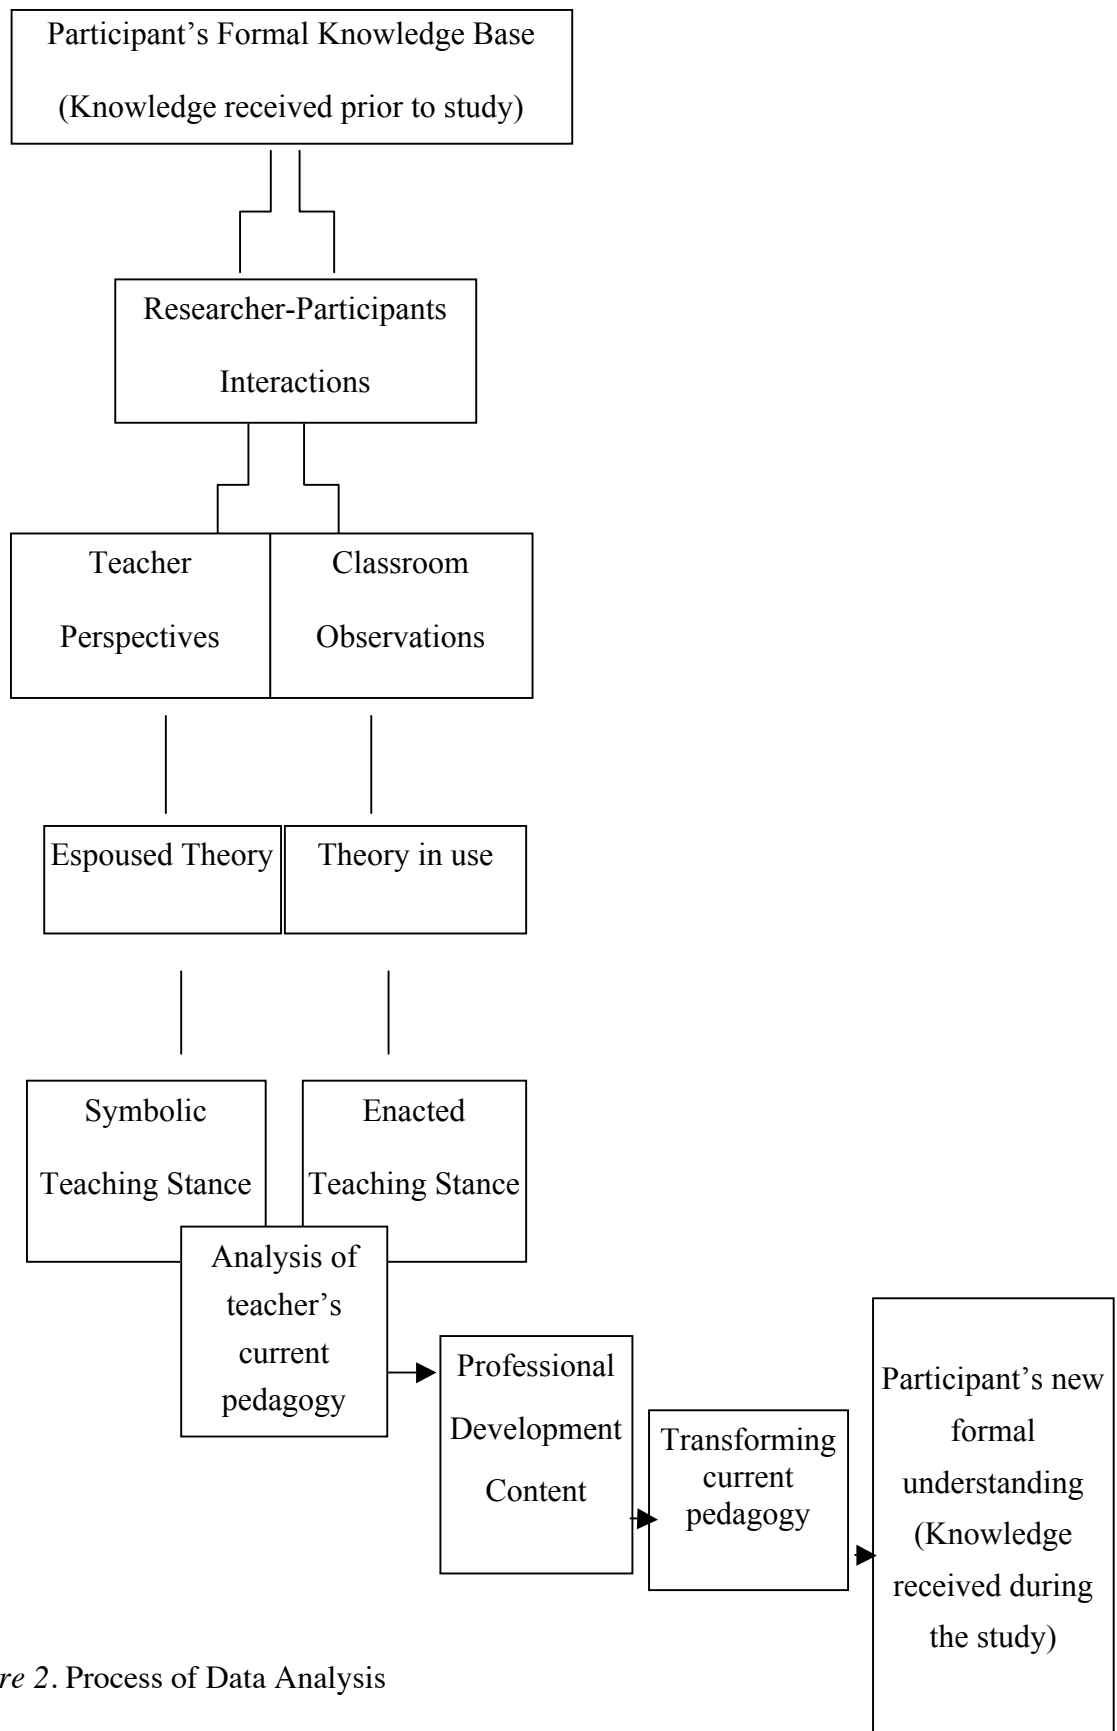 Participant’s Formal Knowledge Base
(Knowledge received prior to study)
Researcher-Participants
Interactions
Teacher
Perspectives
Classroom
Observations
Espoused Theory
Theory in use
Symbolic
Teaching Stance
Enacted
Teaching Stance
Analysis of
teacher’s
current
pedagogy
Professional
Development
Content
Transforming
current
pedagogy
Participant’s new
formal
understanding
(Knowledge
received during
the study)
re 2. Process of Data Analysis